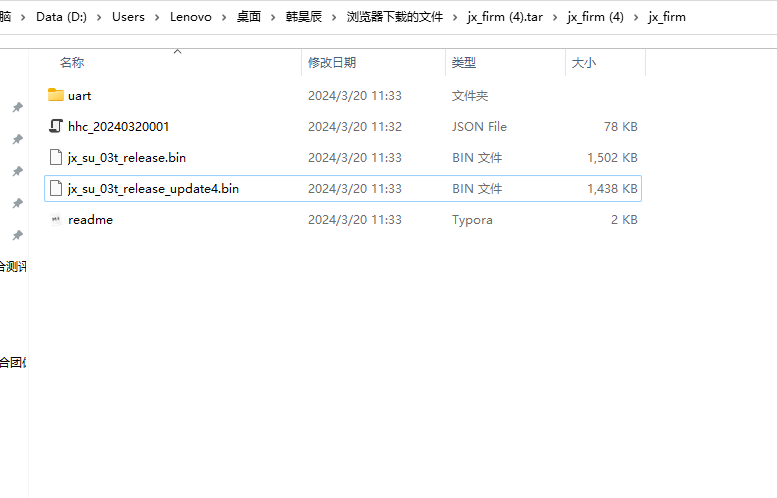 脑 > Data (D:) > Users > Lenovo > 桌面 > 韩昊辰 > 浏览器下载的文件 > jx_firm (4).tar > jx_firm (4) > jx_firm
名称 修改日期 类型 大小
uart 2024/3/20 11:33 文件夹
hhc_20240320001 2024/3/20 11:32 JSON File 78 KB
jx_su_03t_release.bin 2024/3/20 11:33 BIN 文件 1,502 KB
jx_su_03t_release_update4.bin 2024/3/20 11:33 BIN 文件 1,438 KB
readme 2024/3/20 11:33 Typora 2 KB
合测评
合团